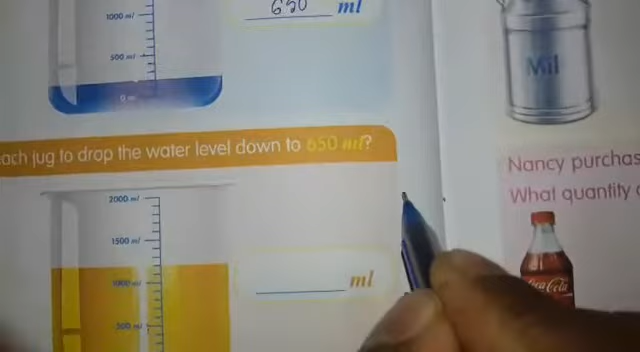 1000 ml
650 ml
500 ml
0 ml
each jug to drop the water level down to 650 ml?
2000 ml
1500 ml
1000 ml
500 ml
ml
Mil
Nancy purchas
What quantity
Coca Cola